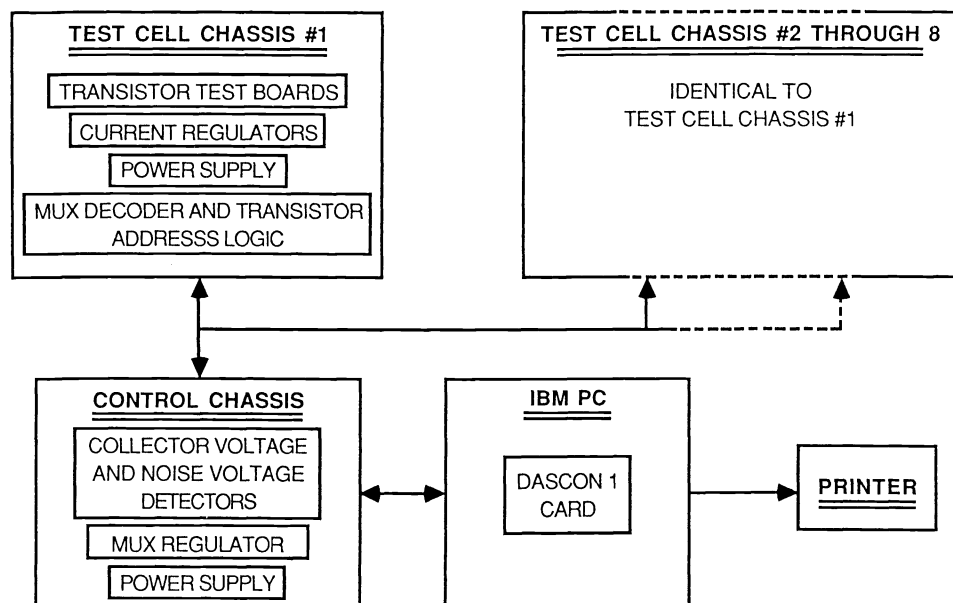 TEST CELL CHASSIS #1
TRANSISTOR TEST BOARDS
CURRENT REGULATORS
POWER SUPPLY
MUX DECODER AND TRANSISTOR
ADDRESSS LOGIC
TEST CELL CHASSIS #2 THROUGH 8
IDENTICAL TO
TEST CELL CHASSIS #1
CONTROL CHASSIS
COLLECTOR VOLTAGE
AND NOISE VOLTAGE
DETECTORS
MUX REGULATOR
POWER SUPPLY
IBM PC
DASCON 1
CARD
PRINTER